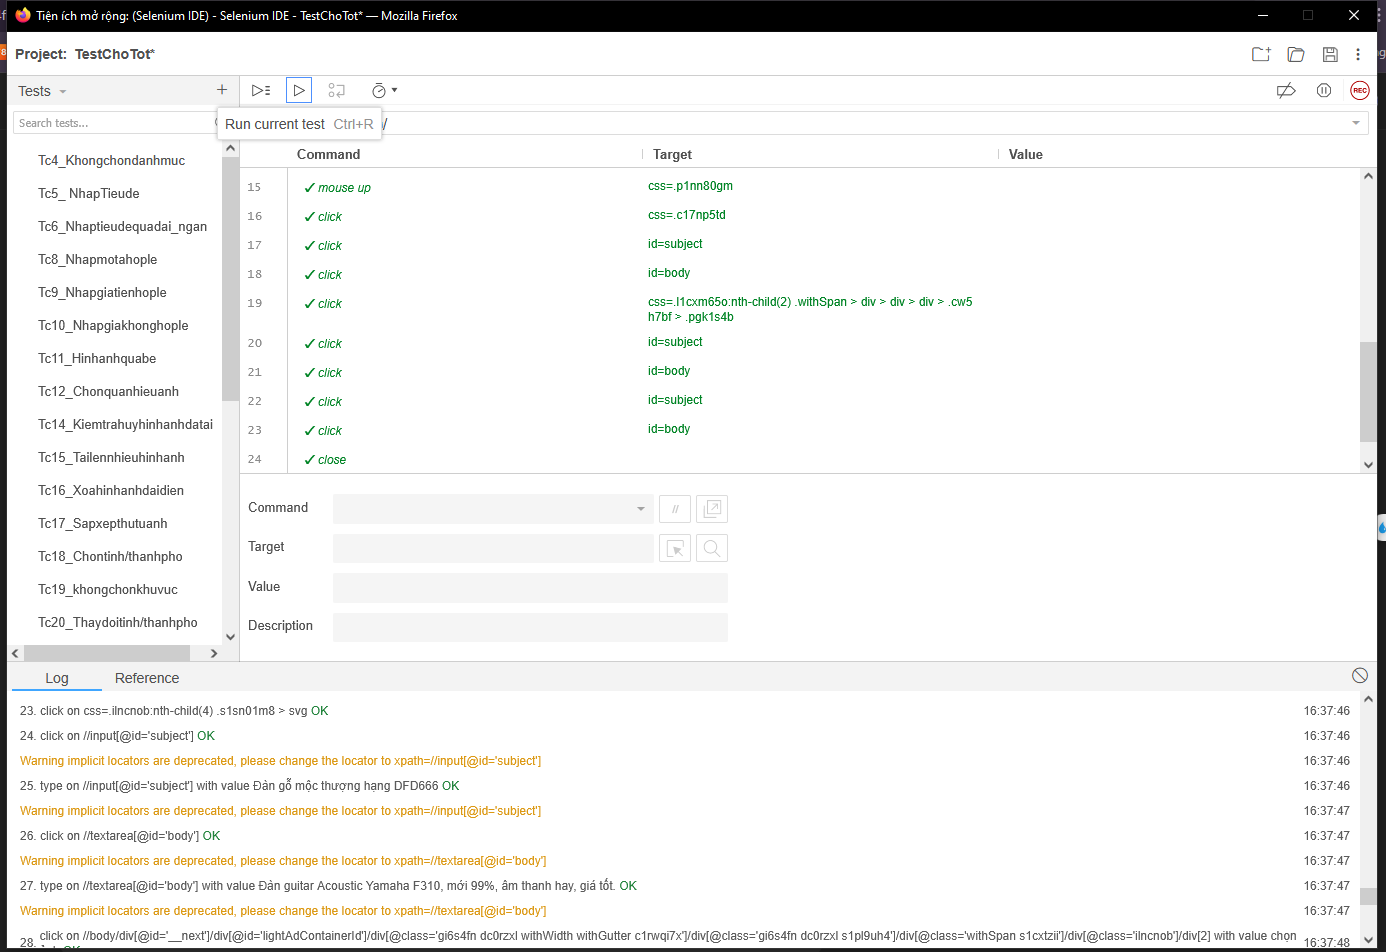 Tiện ích mở rộng: (Selenium IDE) - Selenium IDE - TestChoTot* — Mozilla Firefox
Project: TestChoTot*
Tests
Search tests...
Run current test Ctrl+R
/
REC
Command Target Value
Tc4_Khongchondanhmuc
Tc5_ NhapTieude
Tc6_Nhaptieudequadai_ngan
Tc8_Nhapmotahople
Tc9_Nhapgiatienhople
Tc10_Nhapgiakhonghople
Tc11_Hinhanhquabe
Tc12_Chonquanhieuanh
Tc14_Kiemtrahuyhinhanhdatai
Tc15_Tailennhieuhinhanh
Tc16_Xoahinhanhdaidien
Tc17_Sapxepthutuanh
Tc18_Chontinh/thanhpho
Tc19_khongchonkhuvuc
Tc20_Thaydoitinh/thanhpho
15 ✓ mouse up css=.p1nn80gm
16 ✓ click css=.c17np5td
17 ✓ click id=subject
18 ✓ click id=body
19 ✓ click css=.l1cxm65o:nth-child(2) .withSpan > div > div > div > .cw5
h7bf > .pgk1s4b
20 ✓ click id=subject
21 ✓ click id=body
22 ✓ click id=subject
23 ✓ click id=body
24 ✓ close
Command //
Target
Value
Description
Log Reference
23. click on css=.ilncnob:nth-child(4) .s1sn01m8 > svg OK 16:37:46
24. click on //input[@id='subject'] OK 16:37:46
Warning implicit locators are deprecated, please change the locator to xpath=//input[@id='subject'] 16:37:46
25. type on //input[@id='subject'] with value Đàn gỗ mộc thượng hạng DFD666 OK 16:37:46
Warning implicit locators are deprecated, please change the locator to xpath=//input[@id='subject'] 16:37:47
26. click on //textarea[@id='body'] OK 16:37:47
Warning implicit locators are deprecated, please change the locator to xpath=//textarea[@id='body'] 16:37:47
27. type on //textarea[@id='body'] with value Đàn guitar Acoustic Yamaha F310, mới 99%, âm thanh hay, giá tốt. OK 16:37:47
Warning implicit locators are deprecated, please change the locator to xpath=//textarea[@id='body'] 16:37:47
28. click on //body/div[@id='__next']/div[@id='lightAdContainerId']/div[@class='gi6s4fn dc0rzxl withWidth withGutter c1rwqi7x']/div[@class='gi6s4fn dc0rzxl s1pl9uh4']/div[@class='withSpan s1cxtzii']/div[@class='ilncnob']/div[2] with value chọn 16:37:48